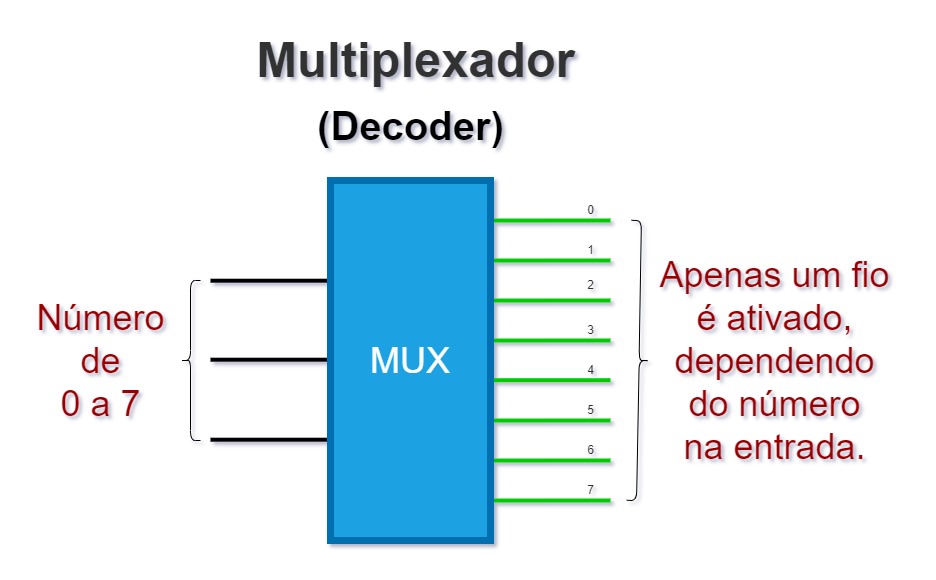 Multiplexador
(Decoder)
0
1
2
3
4
5
6
7
Número
de
0 a 7
MUX
Apenas um fio
é ativado,
dependendo
do número
na entrada.